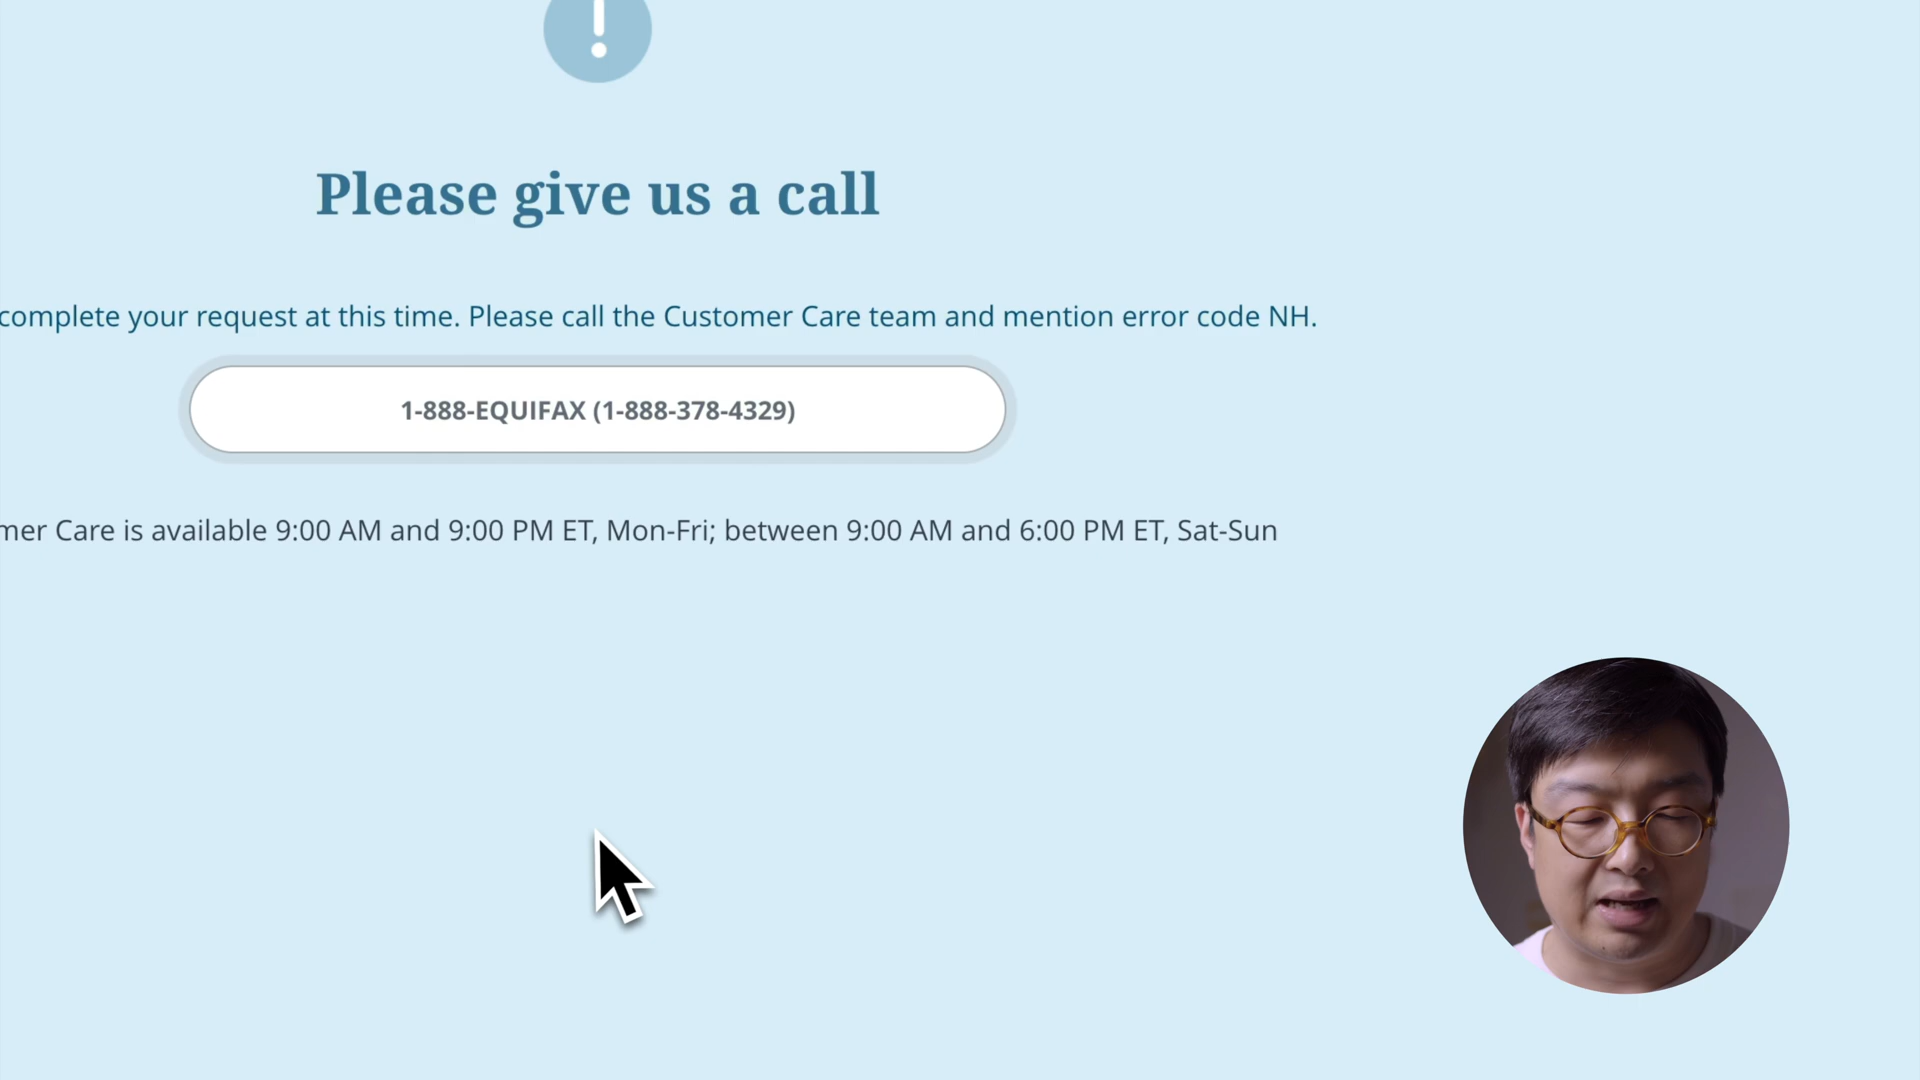 !
Please give us a call
complete your request at this time. Please call the Customer Care team and mention error code NH.
1-888-EQUIFAX (1-888-378-4329)
mer Care is available 9:00 AM and 9:00 PM ET, Mon-Fri; between 9:00 AM and 6:00 PM ET, Sat-Sun